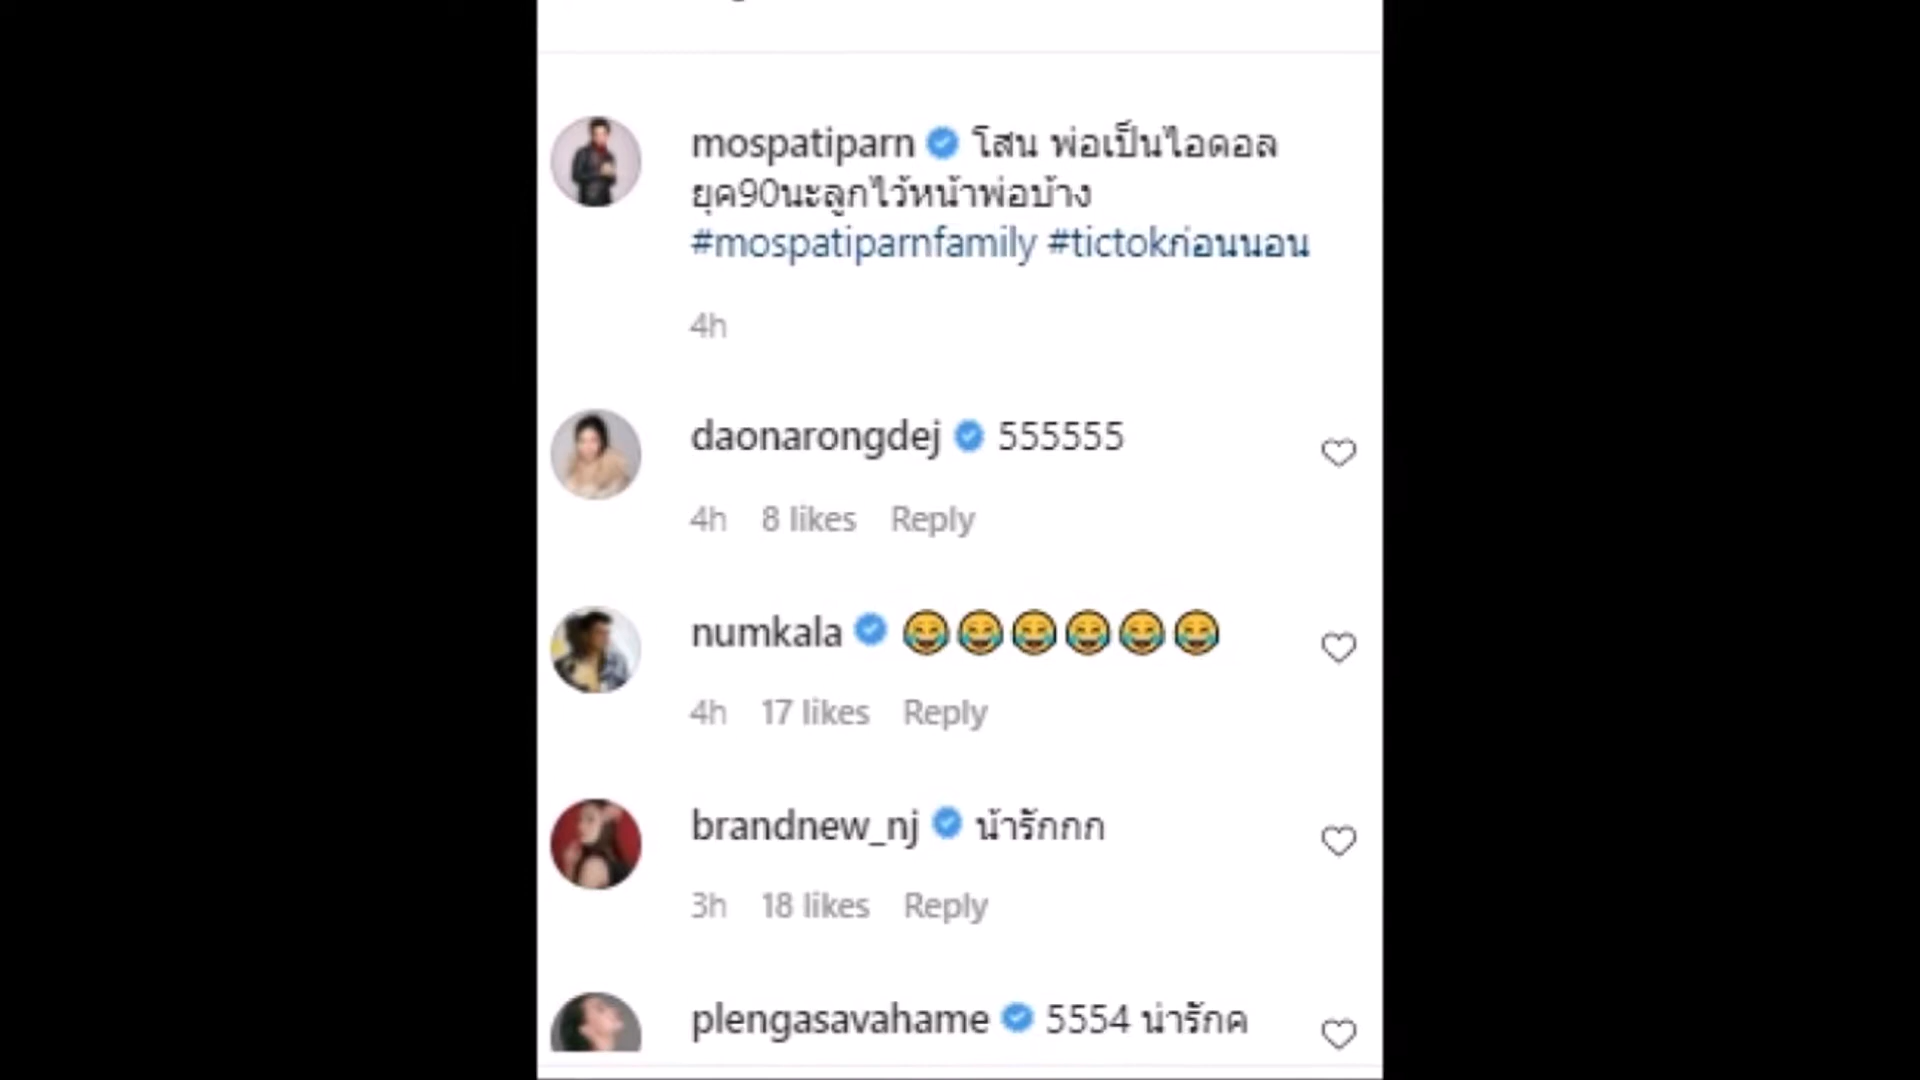 mospatiparn โสน พ่อเป็นไอดอล
ยุค90นะลูกไว้หน้าพ่อบ้าง
#mospatiparnfamily #tictokก่อนนอน
4h
daonarongdej 555555
4h 8 likes Reply
numkala 😂😂😂😂😂😂
4h 17 likes Reply
brandnew_nj น้ารักกก
3h 18 likes Reply
plengasavahame 5554 น่ารักค